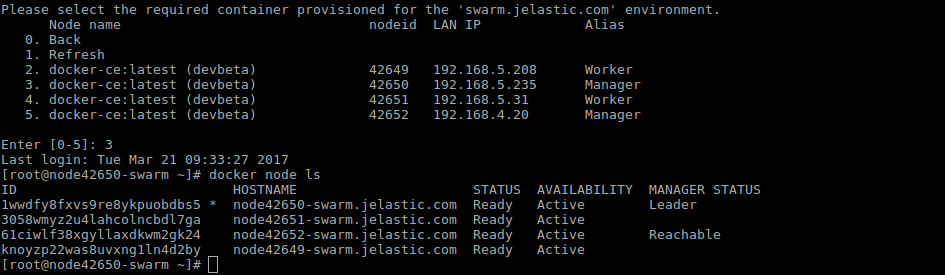 Please select the required container provisioned for the 'swarm.jelastic.com' environment.
Node name nodeid LAN IP Alias
0. Back
1. Refresh
2. docker-ce:latest (devbeta) 42649 192.168.5.208 Worker
3. docker-ce:latest (devbeta) 42650 192.168.5.235 Manager
4. docker-ce:latest (devbeta) 42651 192.168.5.31 Worker
5. docker-ce:latest (devbeta) 42652 192.168.4.20 Manager
Enter [0-5]: 3
Last login: Tue Mar 21 09:33:27 2017
[root@node42650-swarm ~]# docker node ls
ID HOSTNAME STATUS AVAILABILITY MANAGER STATUS
1wwdfy8fxvs9re8ykpuobdbs5 * node42650-swarm.jelastic.com Ready Active Leader
3058wmyz2u4lahcolncbdl7ga node42651-swarm.jelastic.com Ready Active
61ciwlf38xgyllaxdkwm2gk24 node42652-swarm.jelastic.com Ready Active Reachable
knoyzp22was8uvxng1ln4d2by node42649-swarm.jelastic.com Ready Active
[root@node42650-swarm ~]#